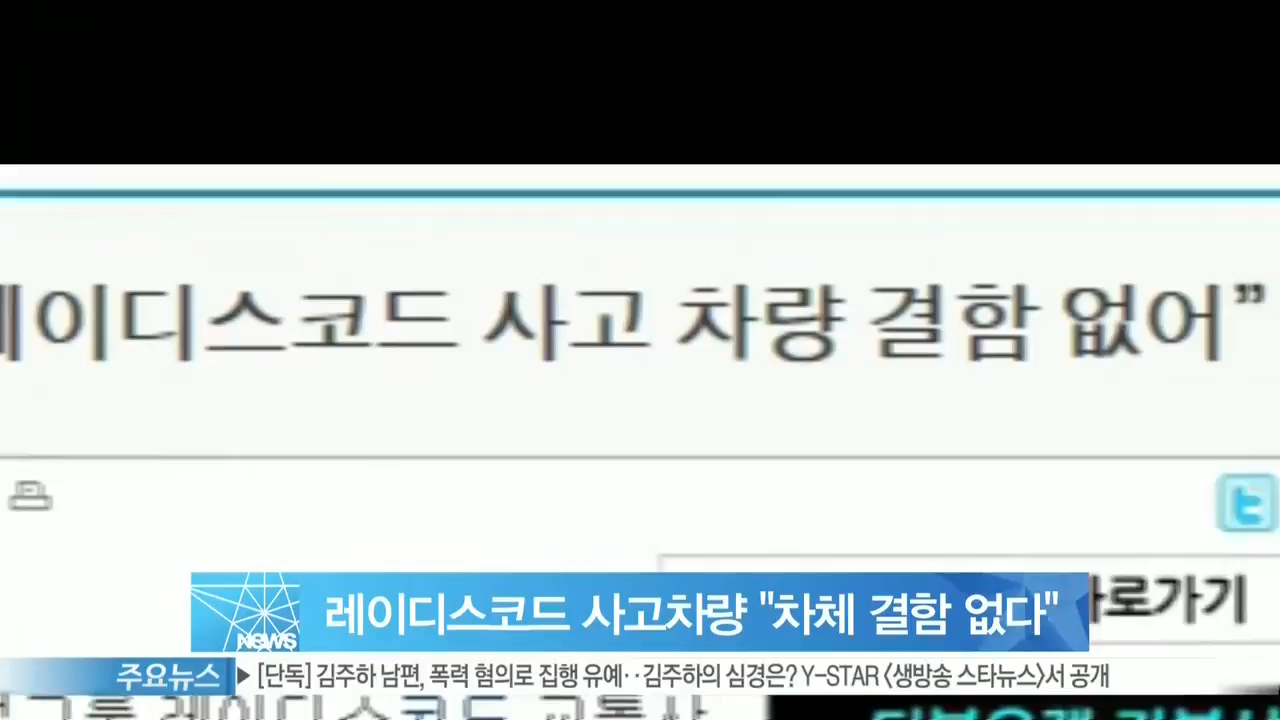 레이디스코드 사고 차량 결함 없어”
바로가기
NEWS
레이디스코드 사고차량 "차체 결함 없다"
주요뉴스 ▶ [단독] 김주하 남편, 폭력 혐의로 집행 유예‥김주하의 심경은? Y-STAR 〈생방송 스타뉴스〉서 공개